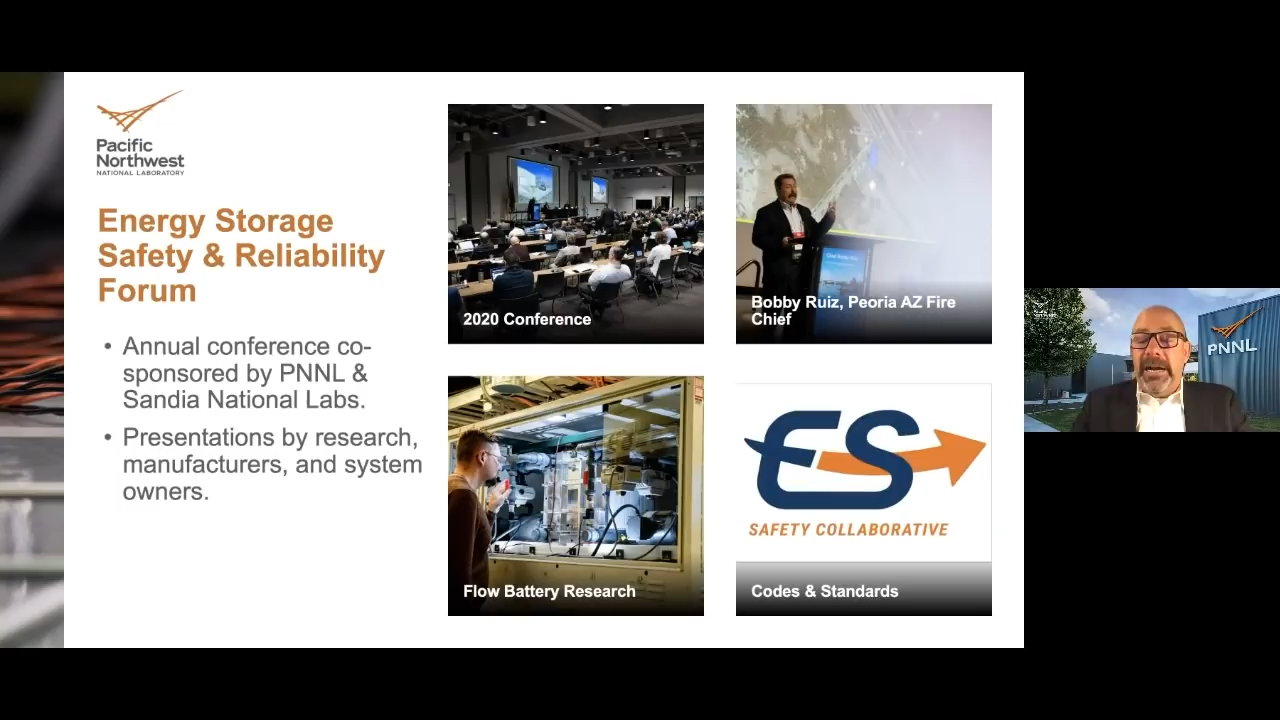 Pacific
Northwest
NATIONAL LABORATORY
Energy Storage
Safety & Reliability
Forum
• Annual conference co-
sponsored by PNNL &
Sandia National Labs.
• Presentations by research,
manufacturers, and system
owners.
2020 Conference
Bobby Ruiz, Peoria AZ Fire
Chief
Flow Battery Research
ES
SAFETY COLLABORATIVE
Codes & Standards
PNNL